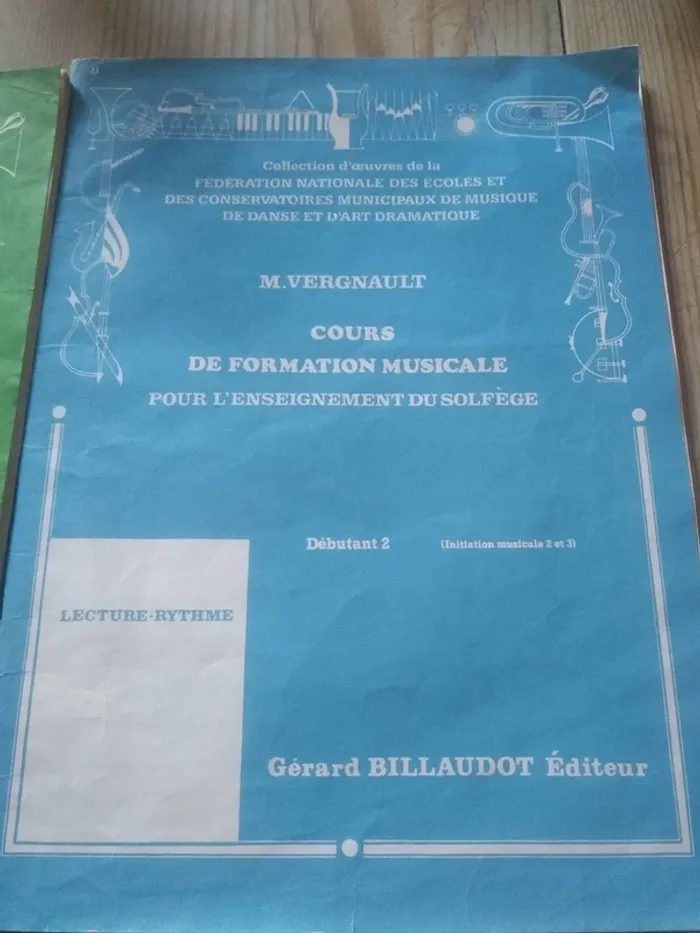 Collection d'œuvres de la
FÉDÉRATION NATIONALE DES ÉCOLES ET
DES CONSERVATOIRES MUNICIPAUX DE MUSIQUE
DE DANSE ET D'ART DRAMATIQUE
M.VERGNAULT
COURS
DE FORMATION MUSICALE
POUR L'ENSEIGNEMENT DU SOLFÈGE
Débutant 2 (Initiation musicale 2 et 3)
LECTURE-RYTHME
Gérard BILLAUDOT Éditeur